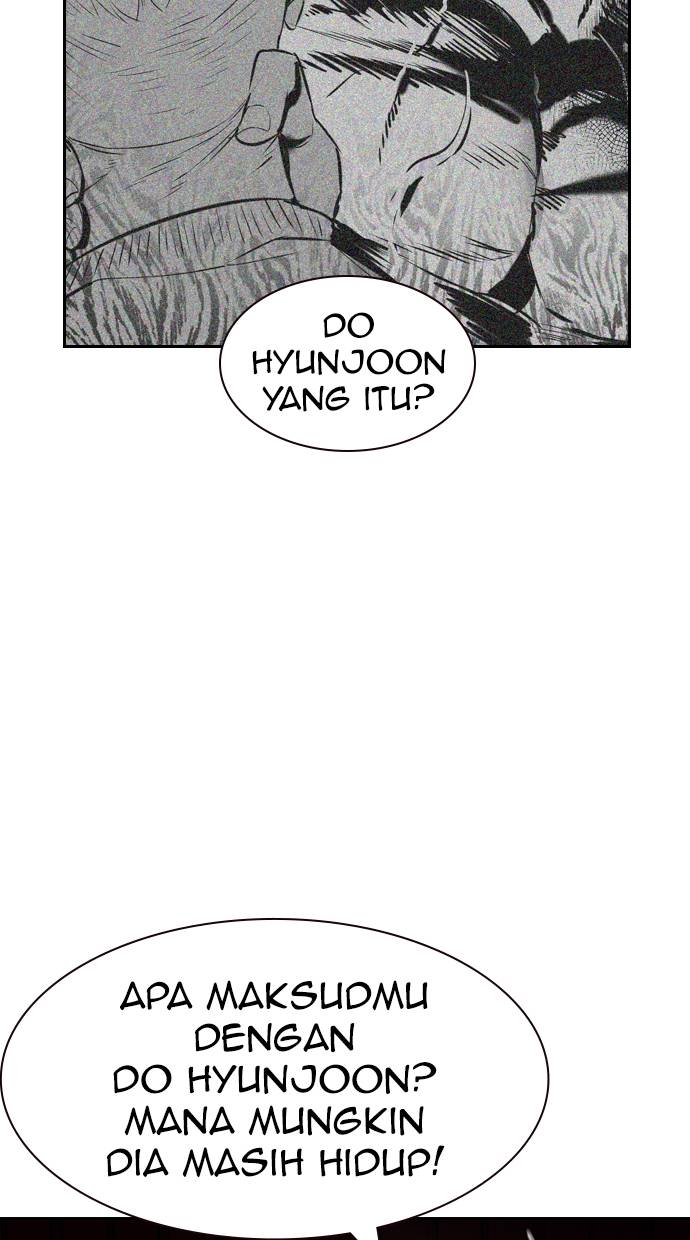 DO
HYUNJOON
YANG ITU?
APA MAKSUDMU
DENGAN
DO HYUNJOON?
MANA MUNGKIN
DIA MASIH HIDUP!